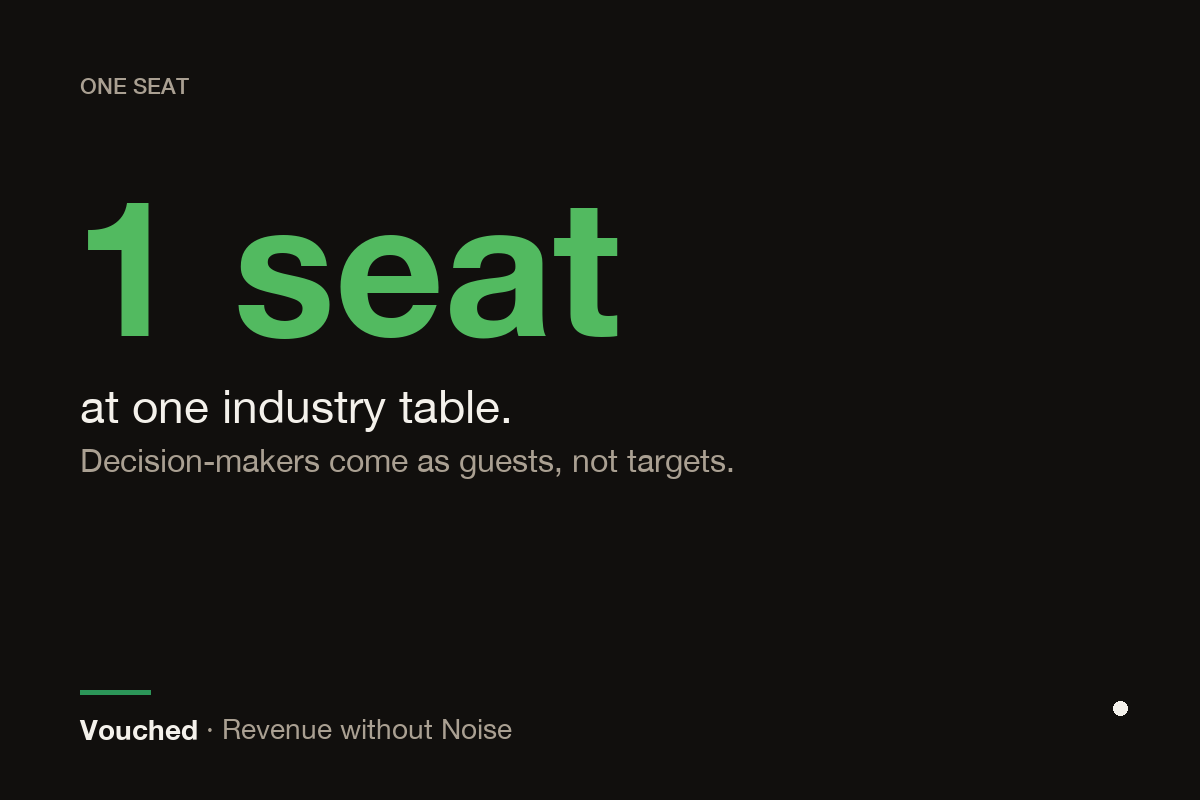 ONE SEAT
1 seat
at one industry table.
Decision-makers come as guests, not targets.
Vouched · Revenue without Noise